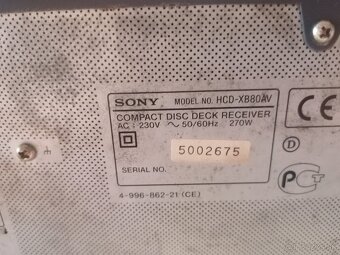 SONY MODEL NO. HCD-XB80AV
COMPACT DISC DECK RECEIVER
AC : 230V ~ 50/60Hz 270W
5002675
SERIAL NO.
4-996-862-21 (CE)
CE
D